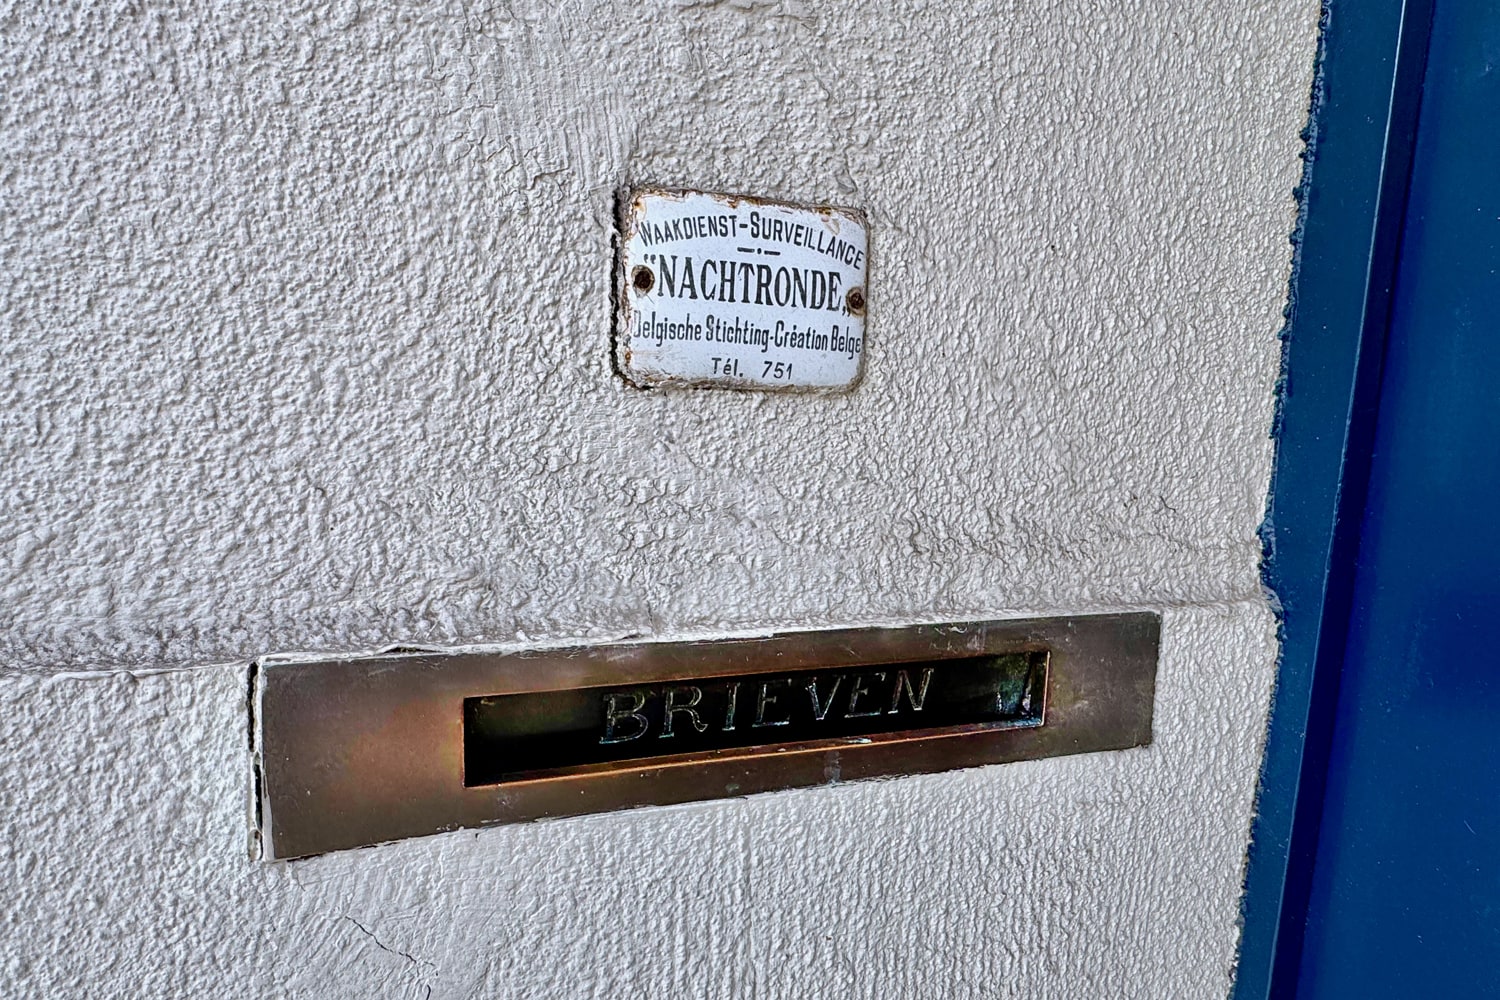 WAAKDIENST-SURVEILLANCE
"NACHTRONDE„
Belgische Stichting-Création Belge
Tél. 751
BRIEVEN